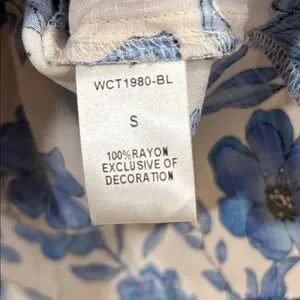 WCT1980-BL
S
100%RAYON
EXCLUSIVE OF
DECORATION